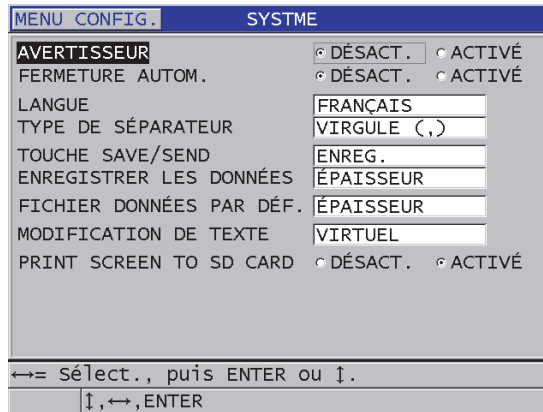 MENU CONFIG. SYSTME
AVERTISSEUR DÉSACT. ACTIVÉ
FERMETURE AUTOM. DÉSACT. ACTIVÉ
LANGUE FRANÇAIS
TYPE DE SÉPARATEUR VIRGULE (,)
TOUCHE SAVE/SEND ENREG.
ENREGISTRER LES DONNÉES ÉPAISSEUR
FICHIER DONNÉES PAR DÉF. ÉPAISSEUR
MODIFICATION DE TEXTE VIRTUEL
PRINT SCREEN TO SD CARD DÉSACT. ACTIVÉ
↔= Sélect., puis ENTER ou ↕.
↕,↔,ENTER